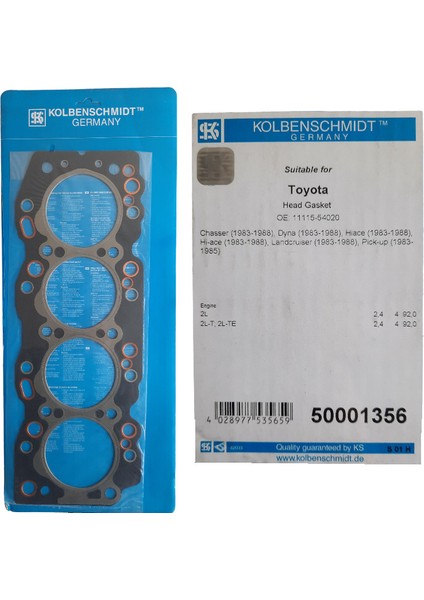 KS KOLBENSCHMIDT™
GERMANY
KS KOLBENSCHMIDT™
GERMANY
Suitable for
Toyota
Head Gasket
OE: 11115-54020
Chasser (1983-1988), Dyna (1983-1988), Hiace (1983-1988),
Hi-ace (1983-1988), Landcruiser (1983-1988), Pick-up (1983-
1985)
Engine
2L 2,4 4 92,0
2L-T; 2L-TE 2,4 4 92,0
4 028977 535659
50001356
Quality guaranteed by KS
www.kolbenschmidt.de
S 01 H